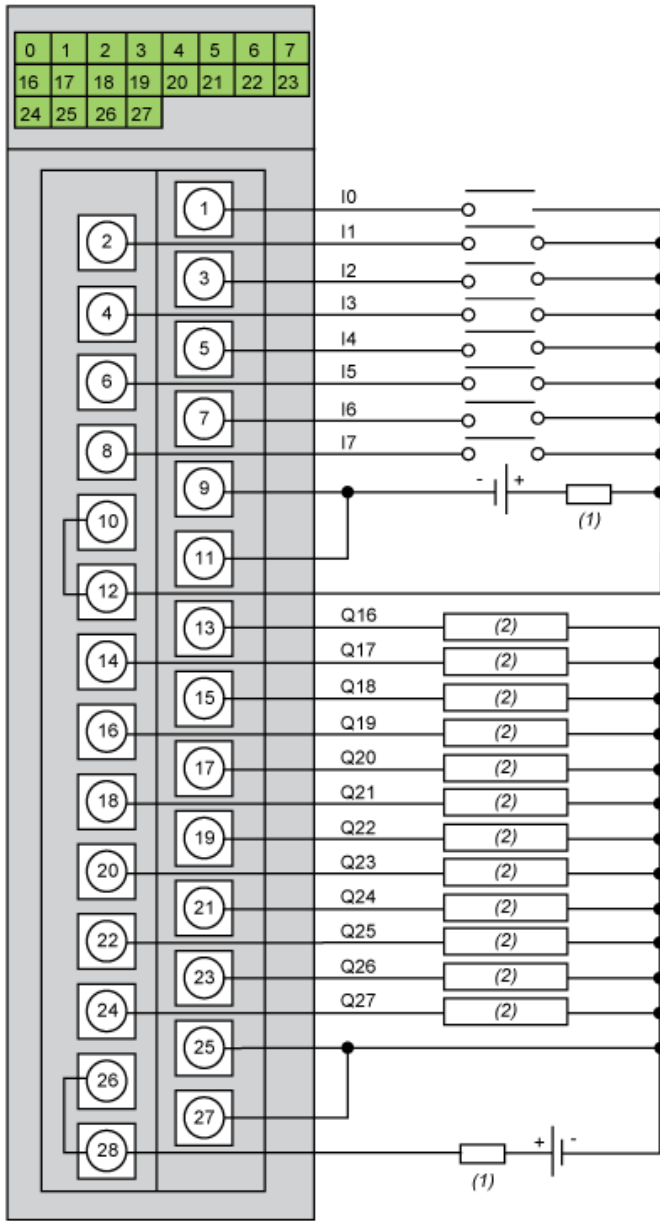 0 1 2 3 4 5 6 7
16 17 18 19 20 21 22 23
24 25 26 27
1 I0
2 I1
3 I2
4 I3
5 I4
6 I5
7 I6
8 I7
9 - +
10 (1)
11
12
13 Q16 (2)
14 Q17 (2)
15 Q18 (2)
16 Q19 (2)
17 Q20 (2)
18 Q21 (2)
19 Q22 (2)
20 Q23 (2)
21 Q24 (2)
22 Q25 (2)
23 Q26 (2)
24 Q27 (2)
25
26
27
28 + -
(1)